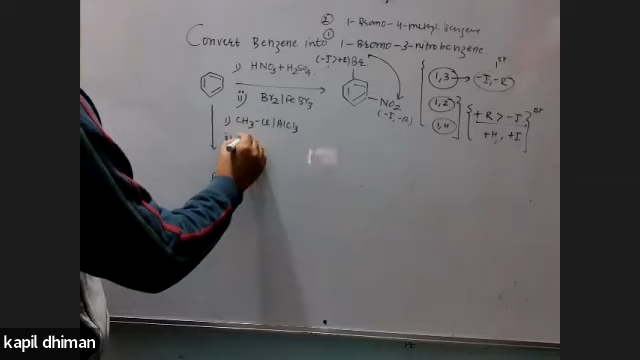 ② 1-Bromo-4-methyl benzene
①
Convert Benzene into 1-Bromo-3-nitrobenzene.
i) HNO3 + H2SO4.
ii) Br2 | FeBr3
(-I>+R) Br
NO2
(-I,-R)
1,3 → -I,-R 1st
1,2
1,4
+R > -I
+H, +I
i) CH3-Cl | AlCl3
ii)
kapil dhiman